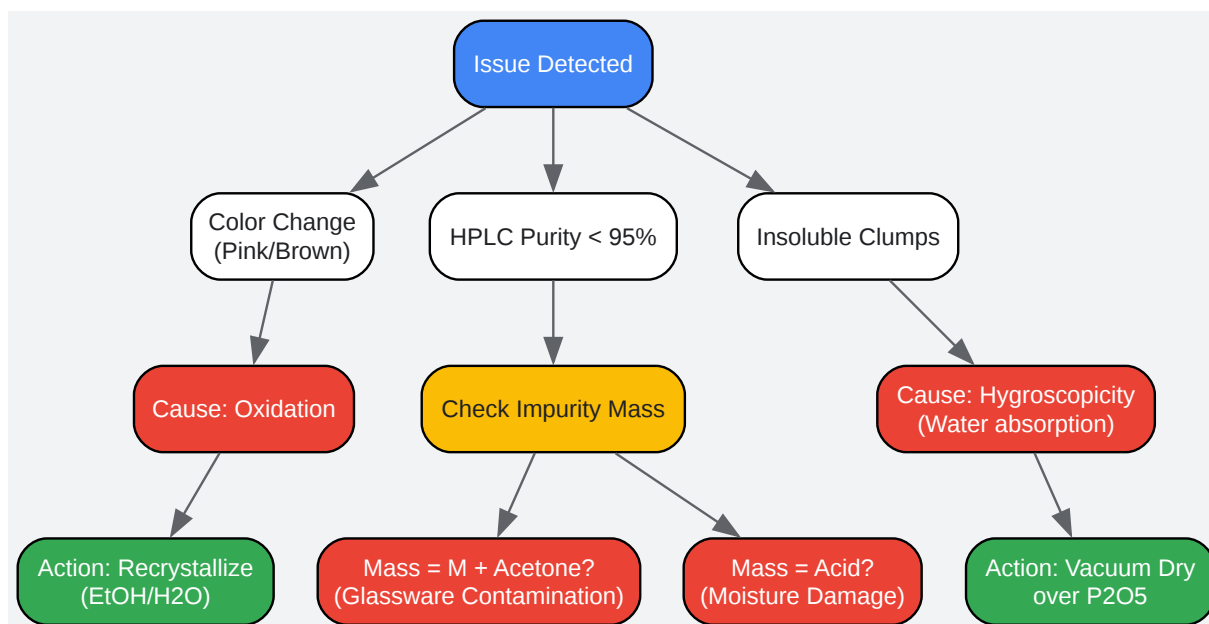 Issue Detected
Color Change
(Pink/Brown)
HPLC Purity < 95%
Insoluble Clumps
Cause: Oxidation
Check Impurity Mass
Cause: Hygroscopicity
(Water absorption)
Action: Recrystallize
(EtOH/H2O)
Mass = M + Acetone?
(Glassware Contamination)
Mass = Acid?
(Moisture Damage)
Action: Vacuum Dry
over P2O5